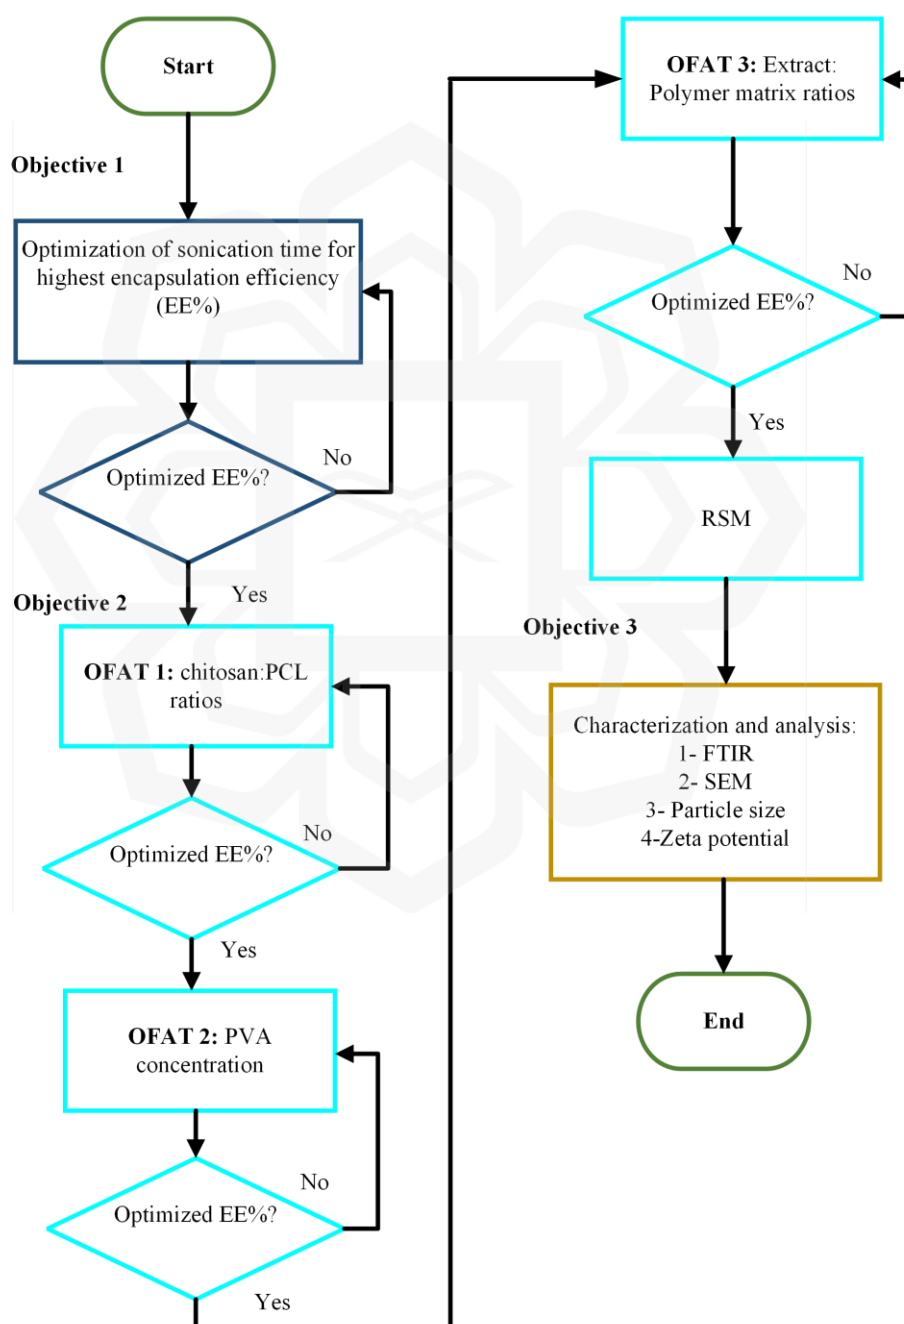 Start
Objective 1
Optimization of sonication time for
highest encapsulation efficiency
(EE%)
No
Optimized EE%?
Yes
Objective 2
OFAT 1: chitosan:PCL
ratios
No
Optimized EE%?
Yes
OFAT 2: PVA
concentration
No
Optimized EE%?
Yes
OFAT 3: Extract:
Polymer matrix ratios
No
Optimized EE%?
Yes
RSM
Objective 3
Characterization and analysis:
1- FTIR
2- SEM
3- Particle size
4-Zeta potential
End